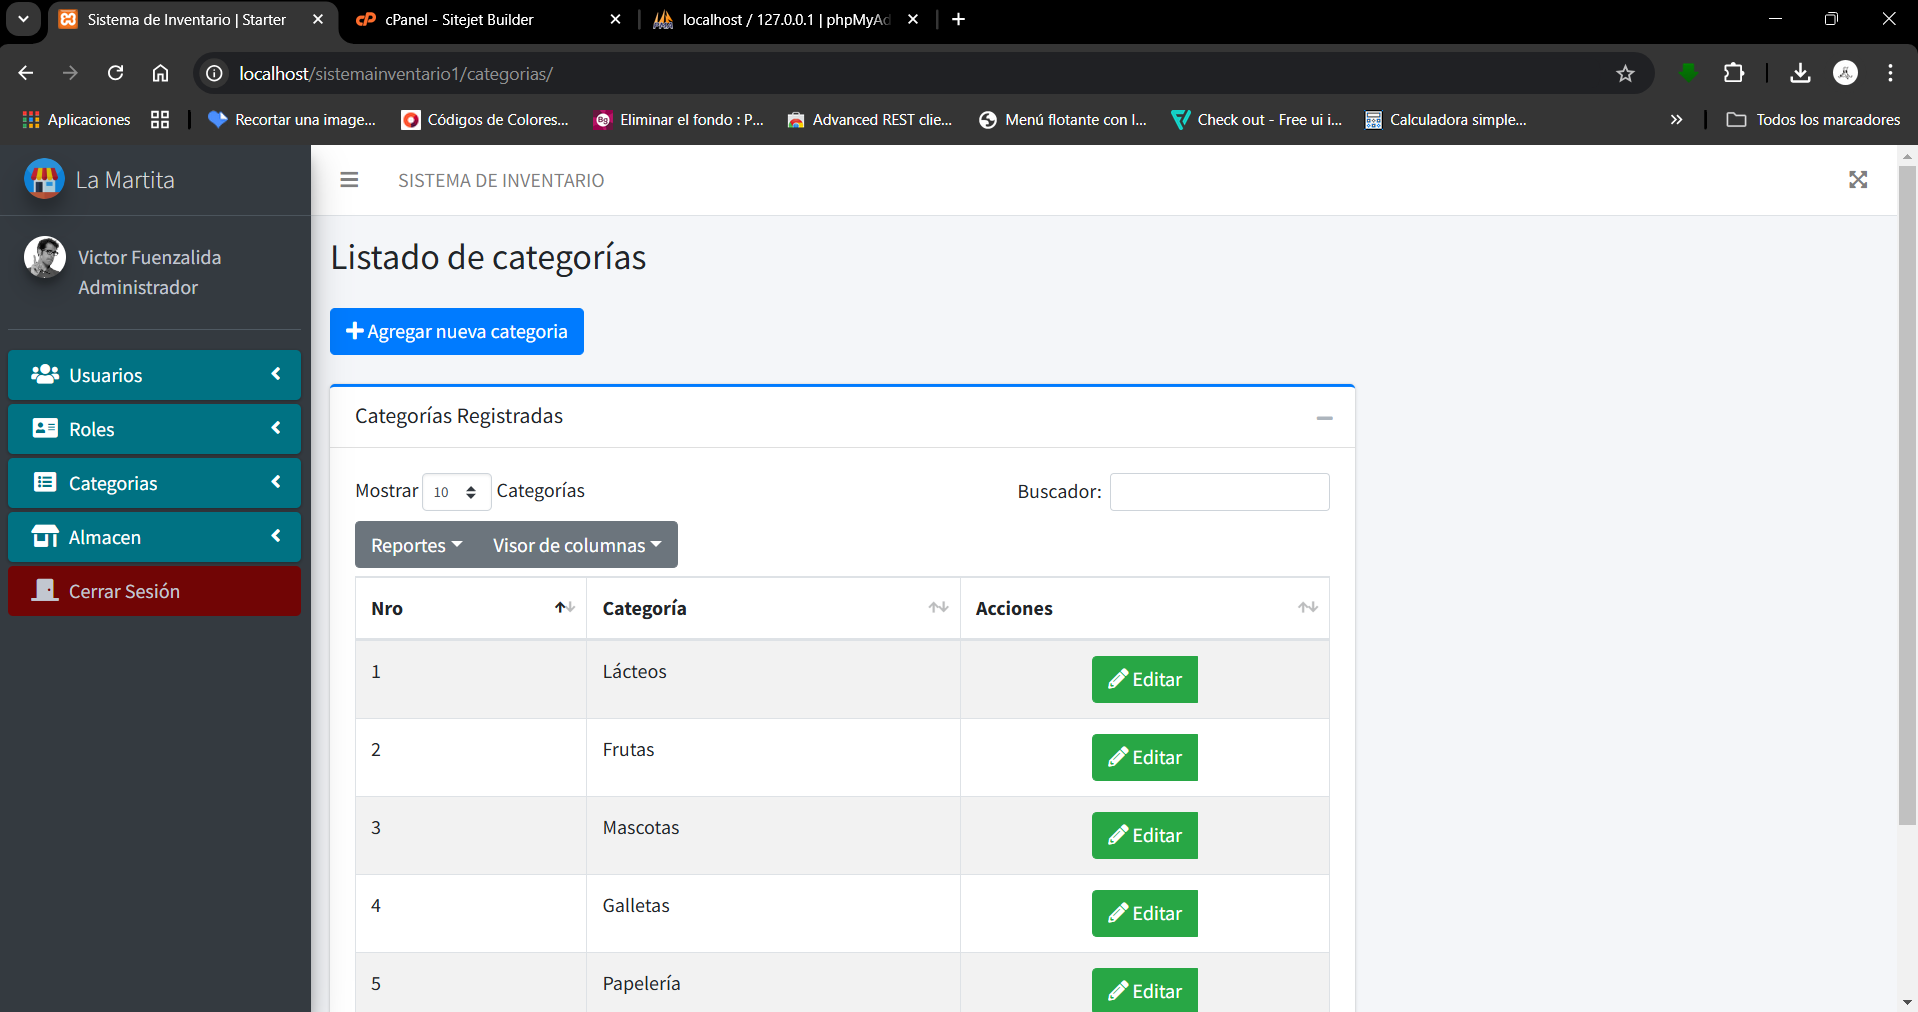 Sistema de Inventario | Starter
cPanel - Sitejet Builder
localhost / 127.0.0.1 | phpMyAd
localhost/sistemainventario1/categorias/
Aplicaciones
Recortar una image...
Códigos de Colores...
Eliminar el fondo : P...
Advanced REST clie...
Menú flotante con l...
Check out - Free ui i...
Calculadora simple...
Todos los marcadores
La Martita
SISTEMA DE INVENTARIO
Victor Fuenzalida
Administrador
Usuarios
Roles
Categorias
Almacen
Cerrar Sesión
Listado de categorías
Agregar nueva categoria
Categorías Registradas
Mostrar 10 Categorías
Buscador:
Reportes Visor de columnas
Nro Categoría Acciones
1 Lácteos Editar
2 Frutas Editar
3 Mascotas Editar
4 Galletas Editar
5 Papelería Editar